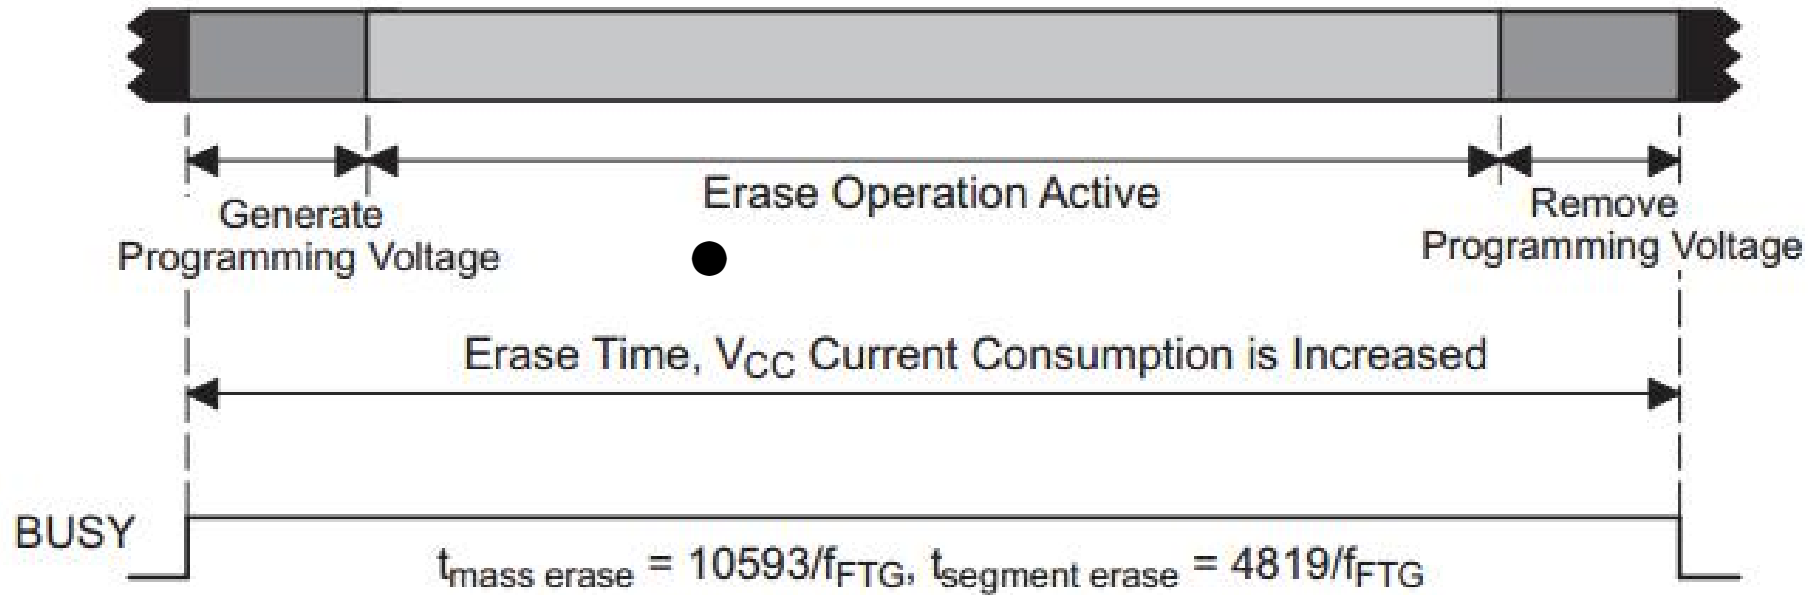 Erase Operation Active
Generate
Programming Voltage
Remove
Programming Voltage
Erase Time, VCC Current Consumption is Increased
BUSY
tmass erase = 10593/fFTG, tsegment erase = 4819/fFTG